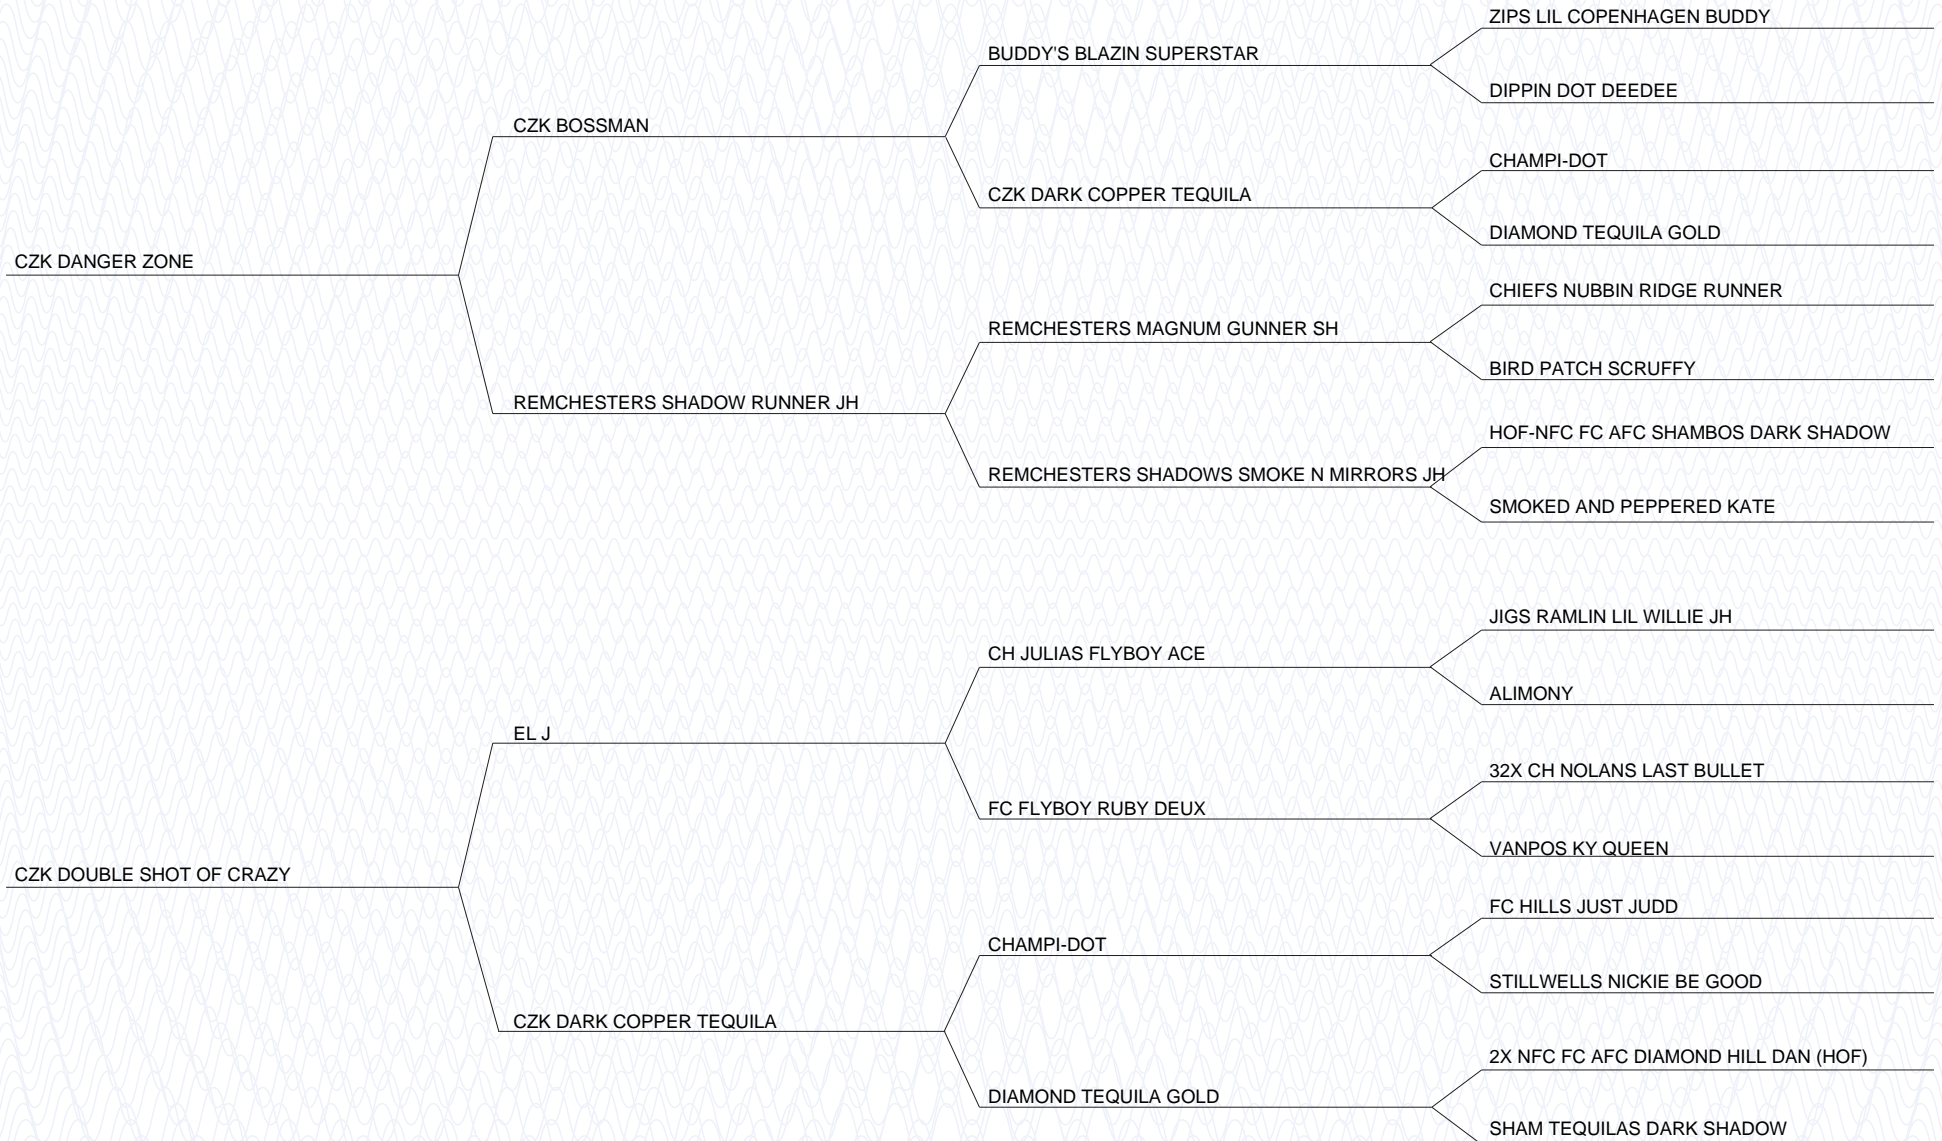 ZIPS LIL COPENHAGEN BUDDY
BUDDY'S BLAZIN SUPERSTAR
DIPPIN DOT DEEDEE
CZK BOSSMAN
CHAMPI-DOT
CZK DARK COPPER TEQUILA
DIAMOND TEQUILA GOLD
CZK DANGER ZONE
CHIEFS NUBBIN RIDGE RUNNER
REMCHESTERS MAGNUM GUNNER SH
BIRD PATCH SCRUFFY
REMCHESTERS SHADOW RUNNER JH
HOF-NFC FC AFC SHAMBOS DARK SHADOW
REMCHESTERS SHADOWS SMOKE N MIRRORS JH
SMOKED AND PEPPERED KATE
JIGS RAMLIN LIL WILLIE JH
CH JULIAS FLYBOY ACE
ALIMONY
EL J
32X CH NOLANS LAST BULLET
FC FLYBOY RUBY DEUX
VANPOS KY QUEEN
CZK DOUBLE SHOT OF CRAZY
FC HILLS JUST JUDD
CHAMPI-DOT
STILLWELLS NICKIE BE GOOD
CZK DARK COPPER TEQUILA
2X NFC FC AFC DIAMOND HILL DAN (HOF)
DIAMOND TEQUILA GOLD
SHAM TEQUILAS DARK SHADOW